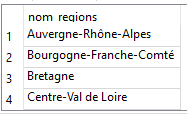 nom_regions
1 Auvergne-Rhône-Alpes
2 Bourgogne-Franche-Comté
3 Bretagne
4 Centre-Val de Loire